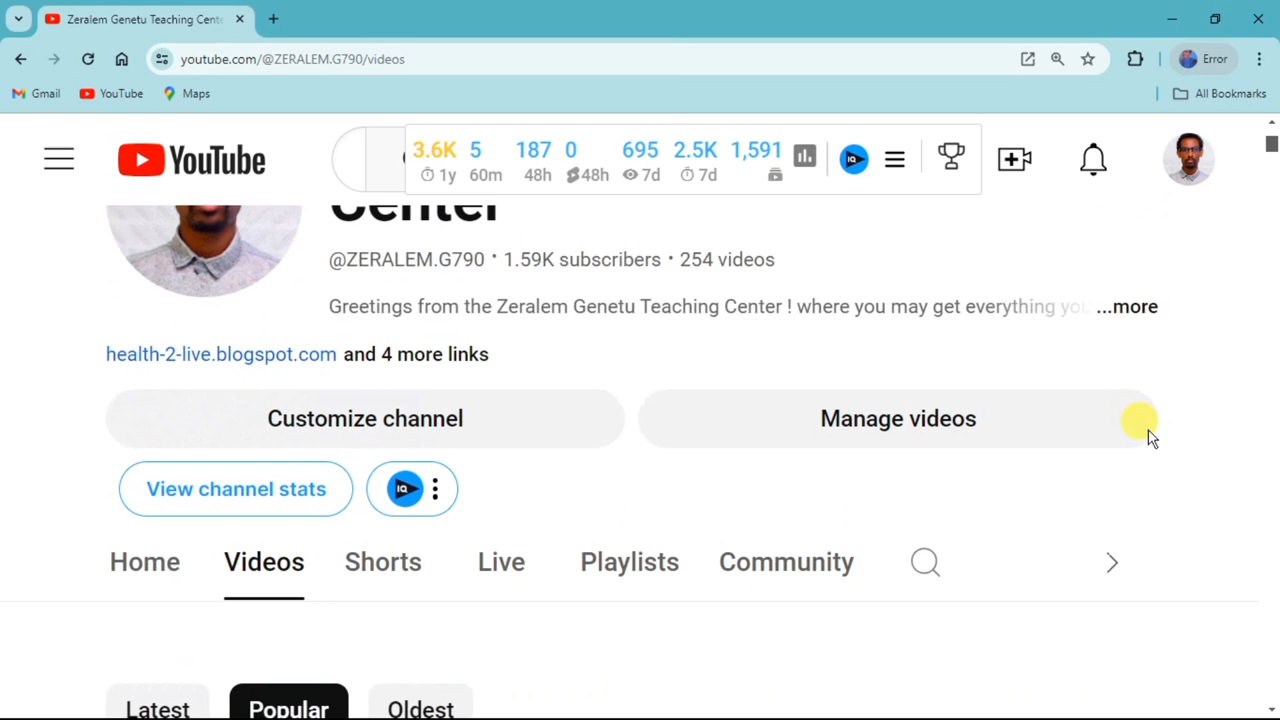 Zeralem Genetu Teaching Cente
youtube.com/@ZERALEM.G790/videos
Error
Gmail
YouTube
Maps
All Bookmarks
YouTube
3.6K 5 187 0 695 2.5K 1,591
1y 60m 48h 48h 7d 7d
IQ
Center
@ZERALEM.G790 • 1.59K subscribers • 254 videos
Greetings from the Zeralem Genetu Teaching Center ! where you may get everything you ...more
health-2-live.blogspot.com and 4 more links
Customize channel
Manage videos
View channel stats
IQ
Home
Videos
Shorts
Live
Playlists
Community
Latest
Popular
Oldest